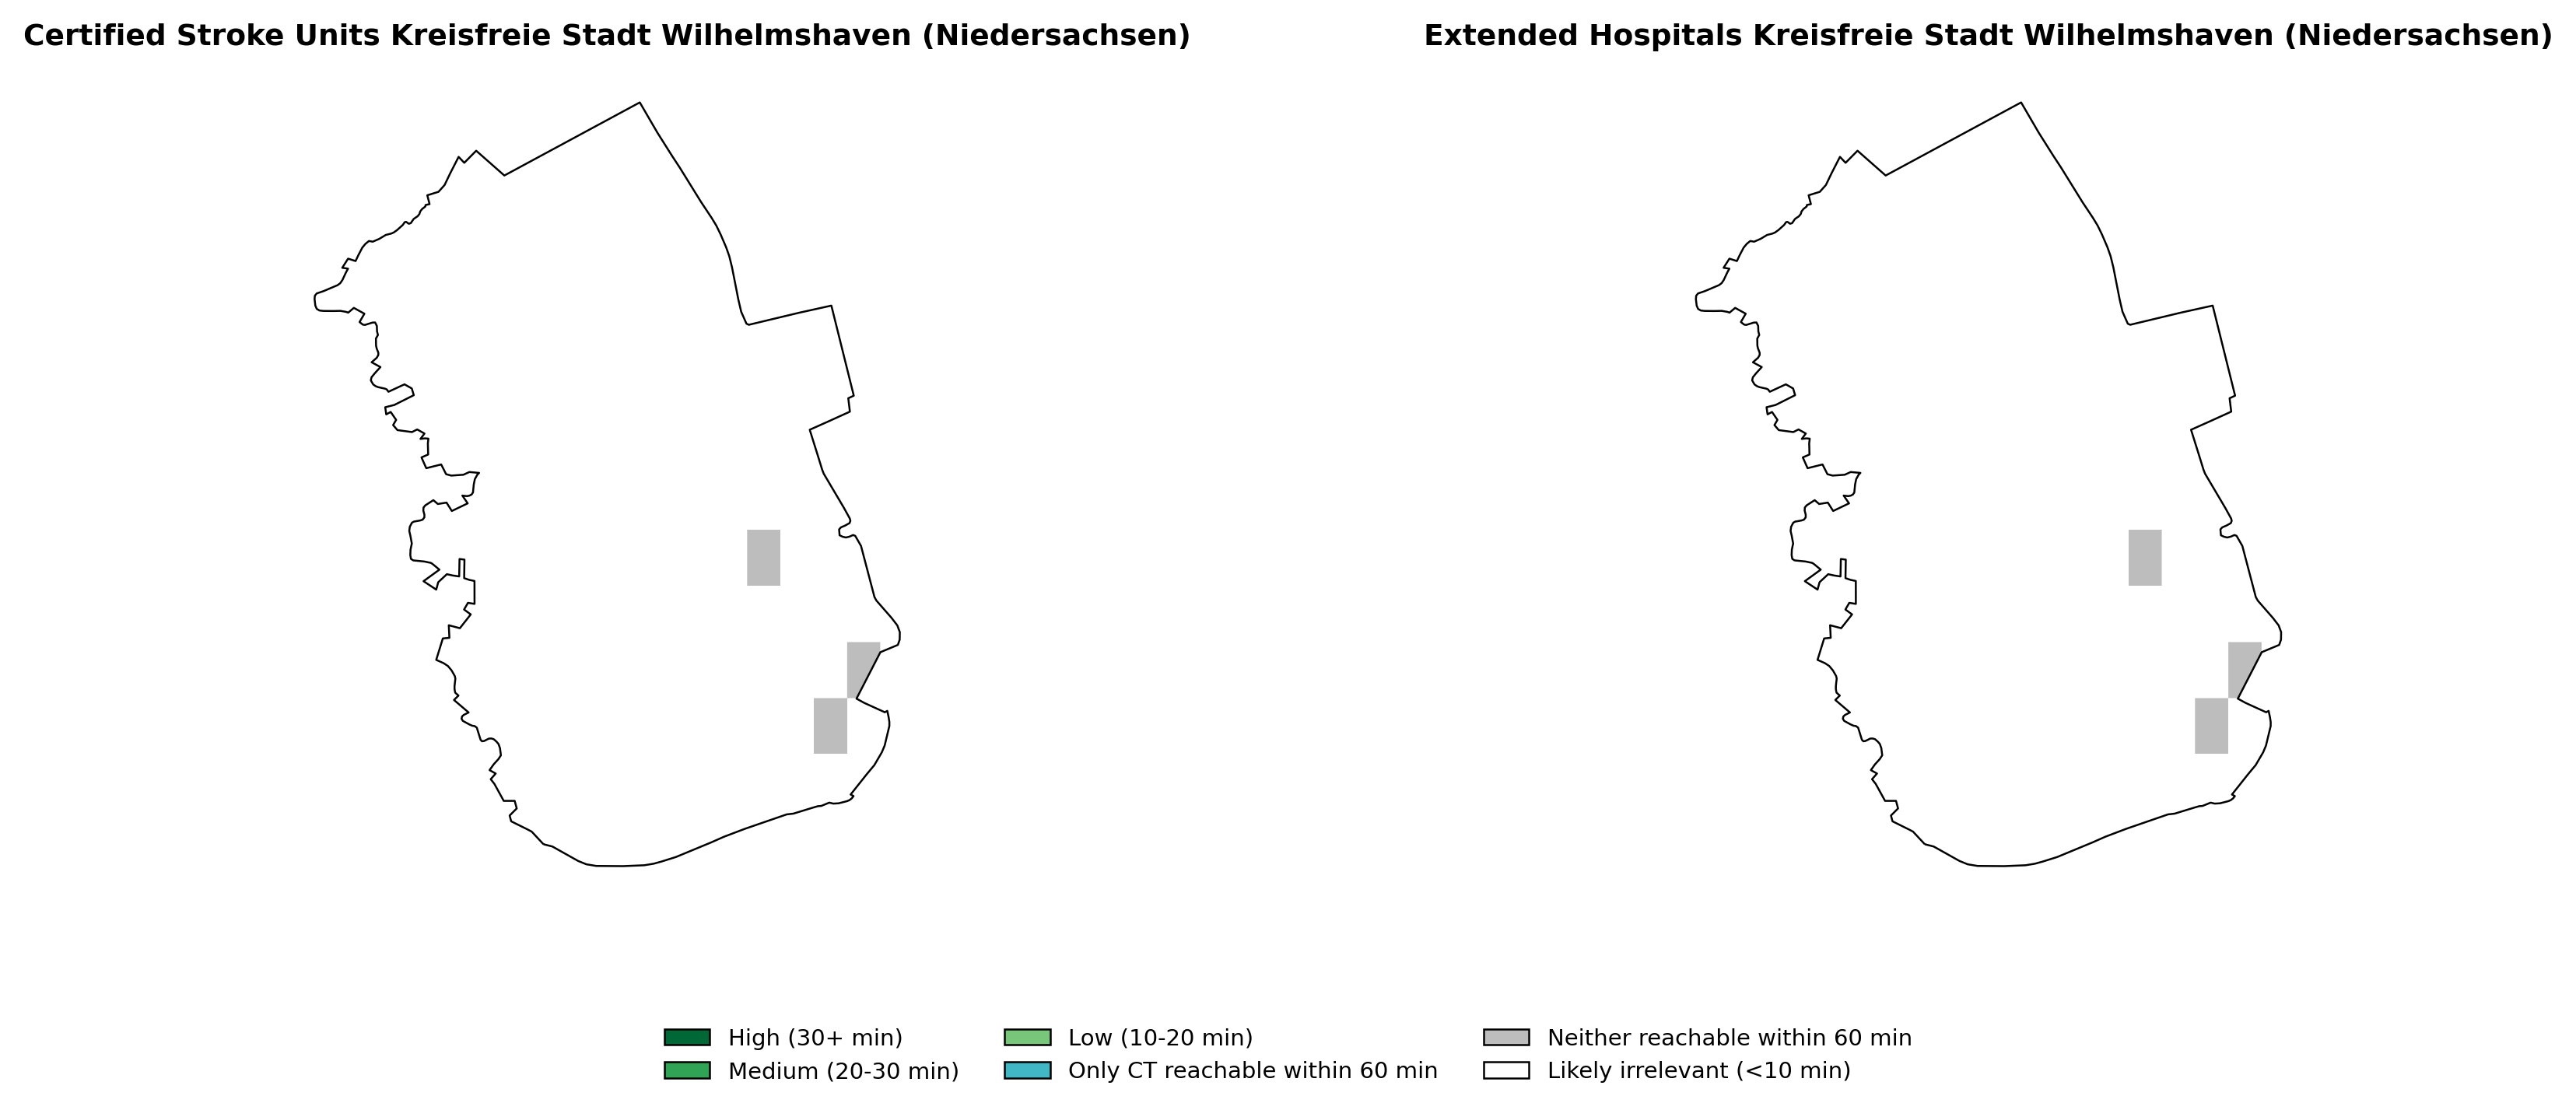 Certified Stroke Units Kreisfreie Stadt Wilhelmshaven (Niedersachsen)
Extended Hospitals Kreisfreie Stadt Wilhelmshaven (Niedersachsen)
High (30+ min)
Medium (20-30 min)
Low (10-20 min)
Only CT reachable within 60 min
Neither reachable within 60 min
Likely irrelevant (<10 min)